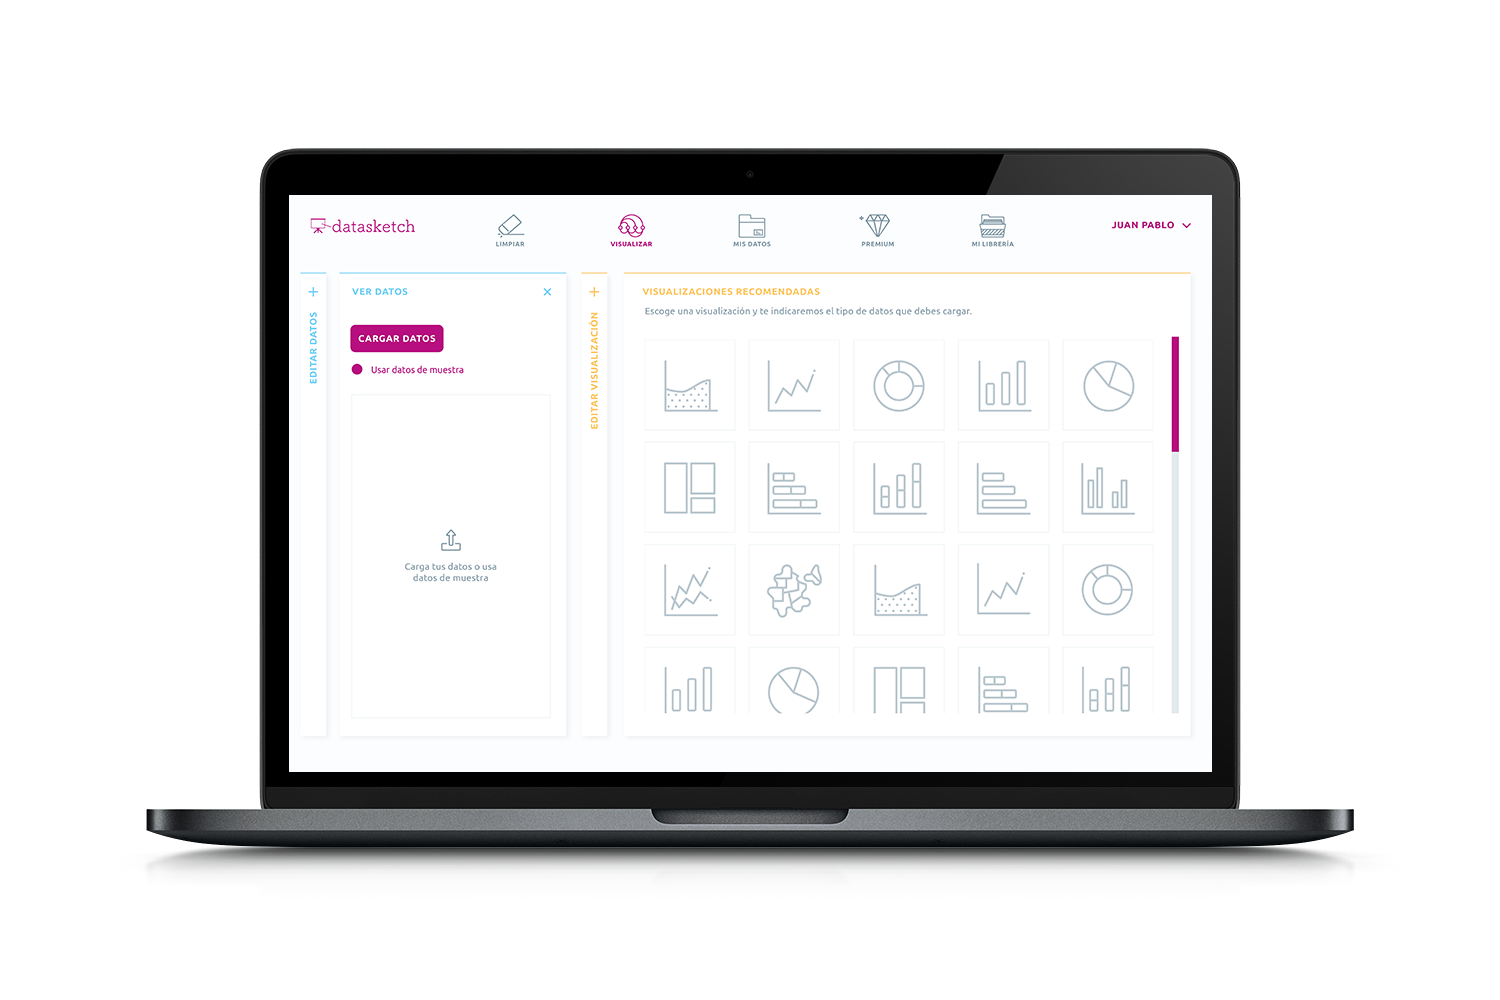 datasketch
LIMPIAR
VISUALIZAR
MIS DATOS
PREMIUM
MI LIBRERÍA
JUAN PABLO
EDITAR DATOS
VER DATOS
CARGAR DATOS
Usar datos de muestra
Carga tus datos o usa
datos de muestra
EDITAR VISUALIZACIÓN
VISUALIZACIONES RECOMENDADAS
Escoge una visualización y te indicaremos el tipo de datos que debes cargar.